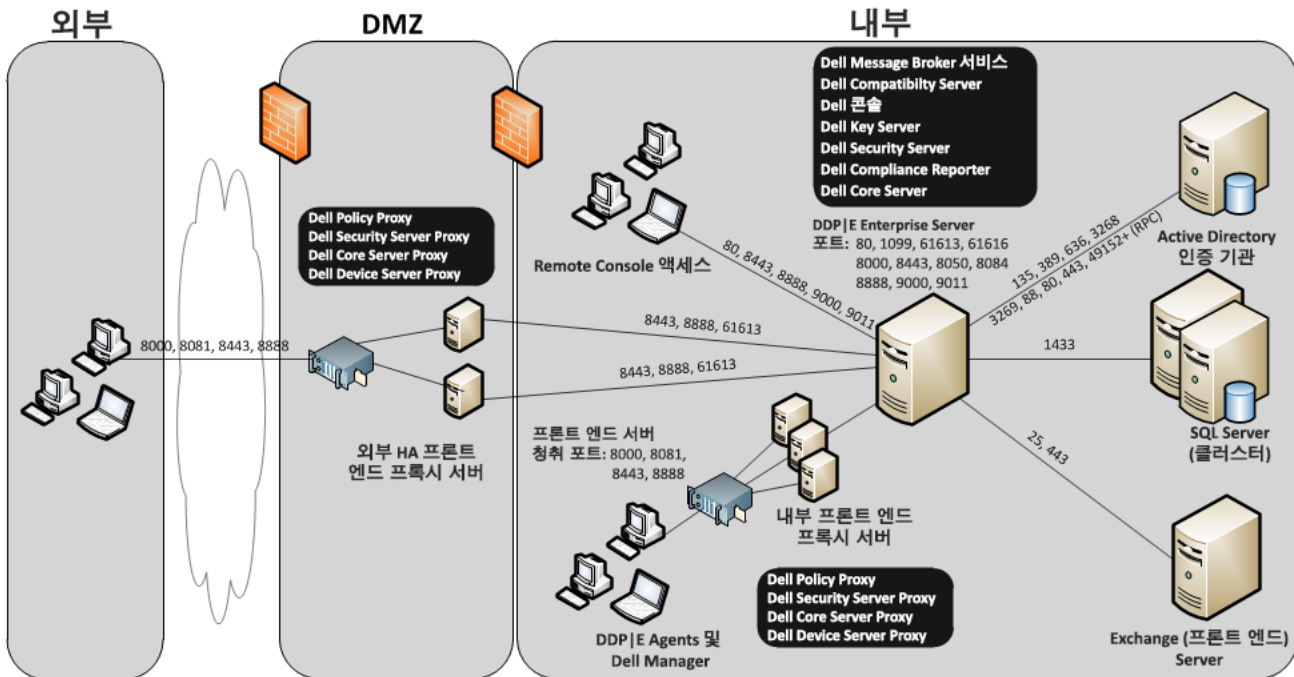 외부
DMZ
내부
Dell Message Broker 서비스
Dell Compatibilty Server
Dell 콘솔
Dell Key Server
Dell Security Server
Dell Compliance Reporter
Dell Core Server
Dell Policy Proxy
Dell Security Server Proxy
Dell Core Server Proxy
Dell Device Server Proxy
Remote Console 액세스
DDP|E Enterprise Server
포트: 80, 1099, 61613, 61616
8000, 8443, 8050, 8084
8888, 9000, 9011
80, 8443, 8888, 9000, 9011
135, 389, 636, 3268
3269, 88, 80, 443, 49152+ (RPC)
Active Directory
인증 기관
8000, 8081, 8443, 8888
8443, 8888, 61613
8443, 8888, 61613
1433
SQL Server
(클러스터)
외부 HA 프론트
엔드 프록시 서버
프론트 엔드 서버
청취 포트: 8000, 8081,
8443, 8888
25, 443
내부 프론트 엔드
프록시 서버
Dell Policy Proxy
Dell Security Server Proxy
Dell Core Server Proxy
Dell Device Server Proxy
DDP|E Agents 및
Dell Manager
Exchange (프론트 엔드)
Server